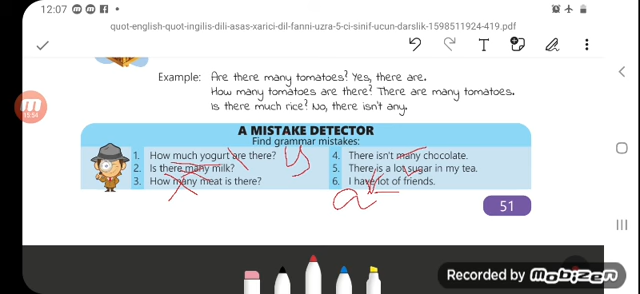 12:07
quot-english-quot-ingilis-dili-asas-xarici-dil-fanni-uzra-5-ci-sinif-ucun-darslik-1598511924-419.pdf
T
Example: Are there many tomatoes? Yes, there are.
How many tomatoes are there? There are many tomatoes.
Is there much rice? No, there isn't any.
15:54
A MISTAKE DETECTOR
Find grammar mistakes:
1. How much yogurt are there?
2. Is there many milk?
3. How many meat is there?
y
4. There isn't many chocolate.
5. There is a lot sugar in my tea.
6. I have lot of friends.
a
51
Recorded by
Mobizen